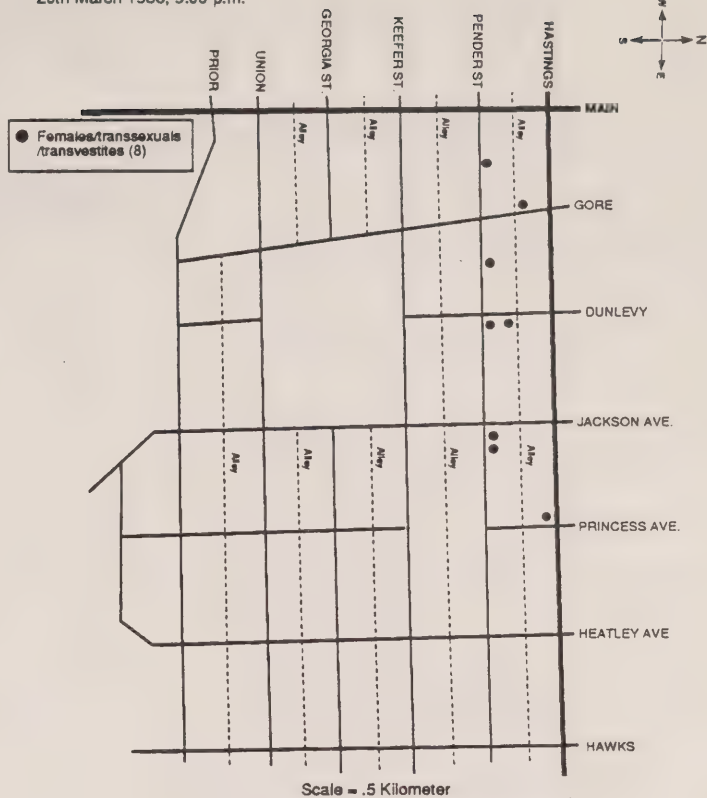 PRIOR
UNION
GEORGIA ST.
KEEFER ST.
PENDER ST.
HASTINGS
W
S
N
E
MAIN
● Females/transsexuals
/transvestites (8)
Alley
Alley
Alley
Alley
GORE
DUNLEVY
JACKSON AVE.
Alley
Alley
Alley
Alley
Alley
PRINCESS AVE.
HEATLEY AVE
HAWKS
Scale = .5 Kilometer